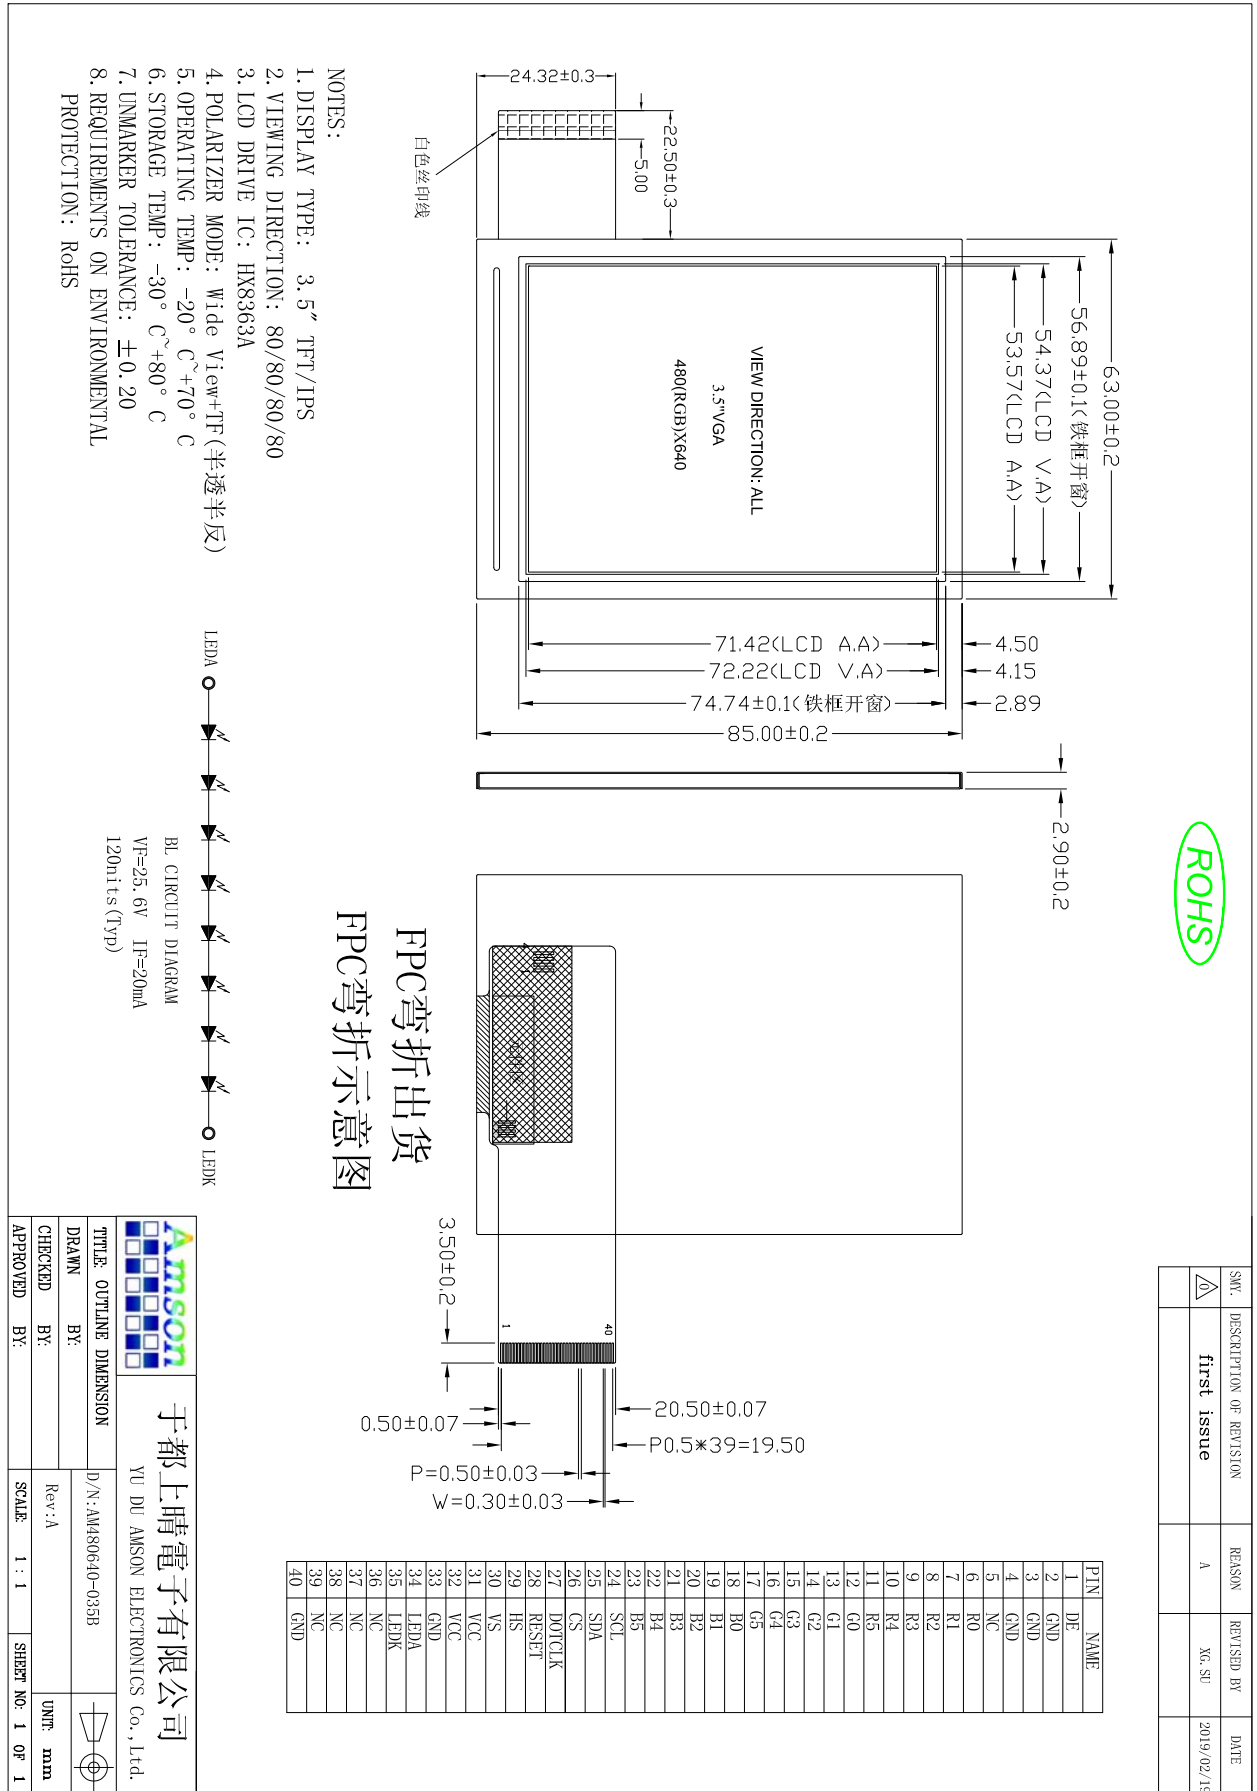 SMY.
DESCRIPTION OF REVISION
REASON
REVISED BY
DATE
0
first issue
A
XG.SU
2019/02/19
ROHS
63.00±0.2
56.89±0.1(铁框开窗)
54.37(LCD V.A)
53.57(LCD A.A)
24.32±0.3
22.50±0.3
5.00
白色丝印线
VIEW DIRECTION: ALL
3.5"VGA
480(RGB)X640
4.50
71.42(LCD A.A)
4.15
72.22(LCD V.A)
2.89
74.74±0.1(铁框开窗)
85.00±0.2
2.90±0.2
FPC弯折出货
FPC弯折示意图
3.50±0.2
1
40
20.50±0.07
0.50±0.07
P0.5*39=19.50
P=0.50±0.03
W=0.30±0.03
PIN NAME
1 DE
2 GND
3 GND
4 GND
5 NC
6 R0
7 R1
8 R2
9 R3
10 R4
11 R5
12 G0
13 G1
14 G2
15 G3
16 G4
17 G5
18 B0
19 B1
20 B2
21 B3
22 B4
23 B5
24 SCL
25 SDA
26 CS
27 DOTCLK
28 RESET
29 HS
30 VS
31 VCC
32 VCC
33 GND
34 LEDA
35 LEDK
36 NC
37 NC
38 NC
39 NC
40 GND
NOTES:
1. DISPLAY TYPE: 3.5″ TFT/IPS
2. VIEWING DIRECTION: 80/80/80/80
3. LCD DRIVE IC: HX8363A
4. POLARIZER MODE: Wide View+TF(半透半反)
5. OPERATING TEMP: -20° C~+70° C
6. STORAGE TEMP: -30° C~+80° C
7. UNMARKER TOLERANCE: ±0.20
8. REQUIREMENTS ON ENVIRONMENTAL
PROTECTION: RoHS
LEDA
LEDK
BL CIRCUIT DIAGRAM
VF=25.6V IF=20mA
120nits(Typ)
Amson
于都上晴電子有限公司
YU DU AMSON ELECTRONICS Co.,Ltd.
TITLE: OUTLINE DIMENSION
D/N:AM480640-035B
DRAWN BY:
Rev:A
CHECKED BY:
UNIT: mm
APPROVED BY:
SCALE: 1:1
SHEET NO: 1 OF 1